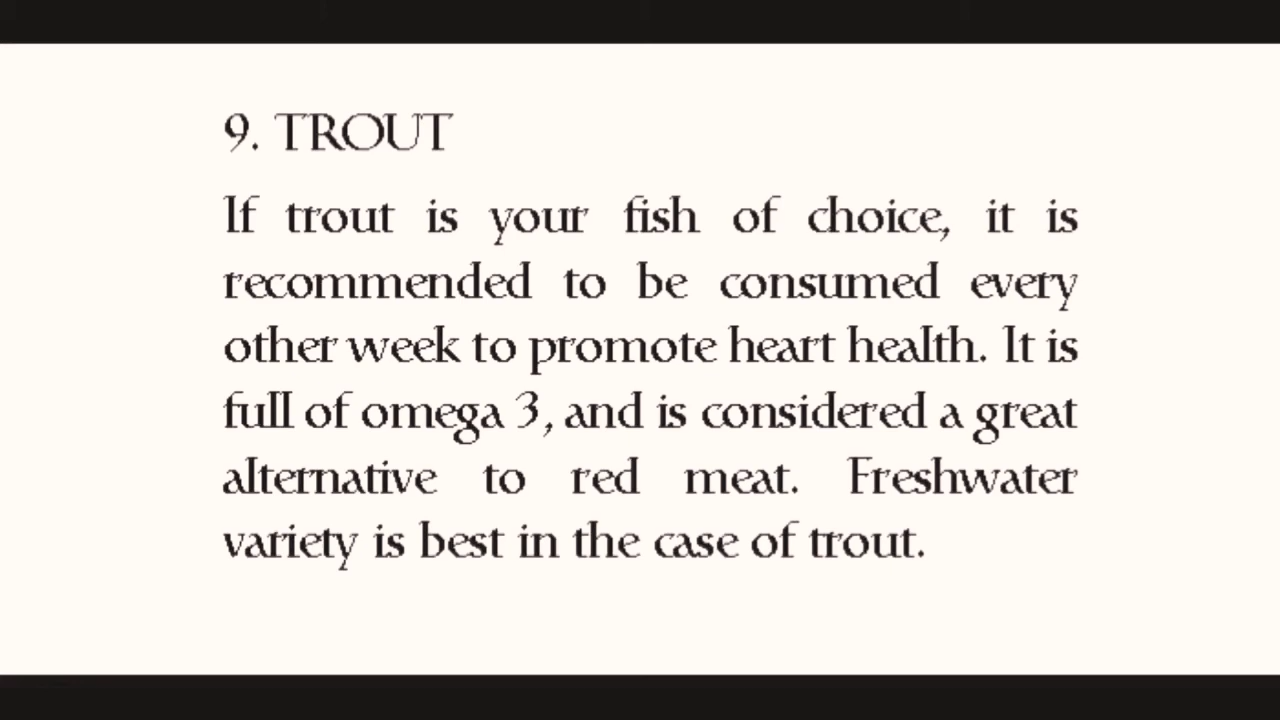 9. TROUT
If trout is your fish of choice, it is
recommended to be consumed every
other week to promote heart health. It is
full of omega 3, and is considered a great
alternative to red meat. Freshwater
variety is best in the case of trout.